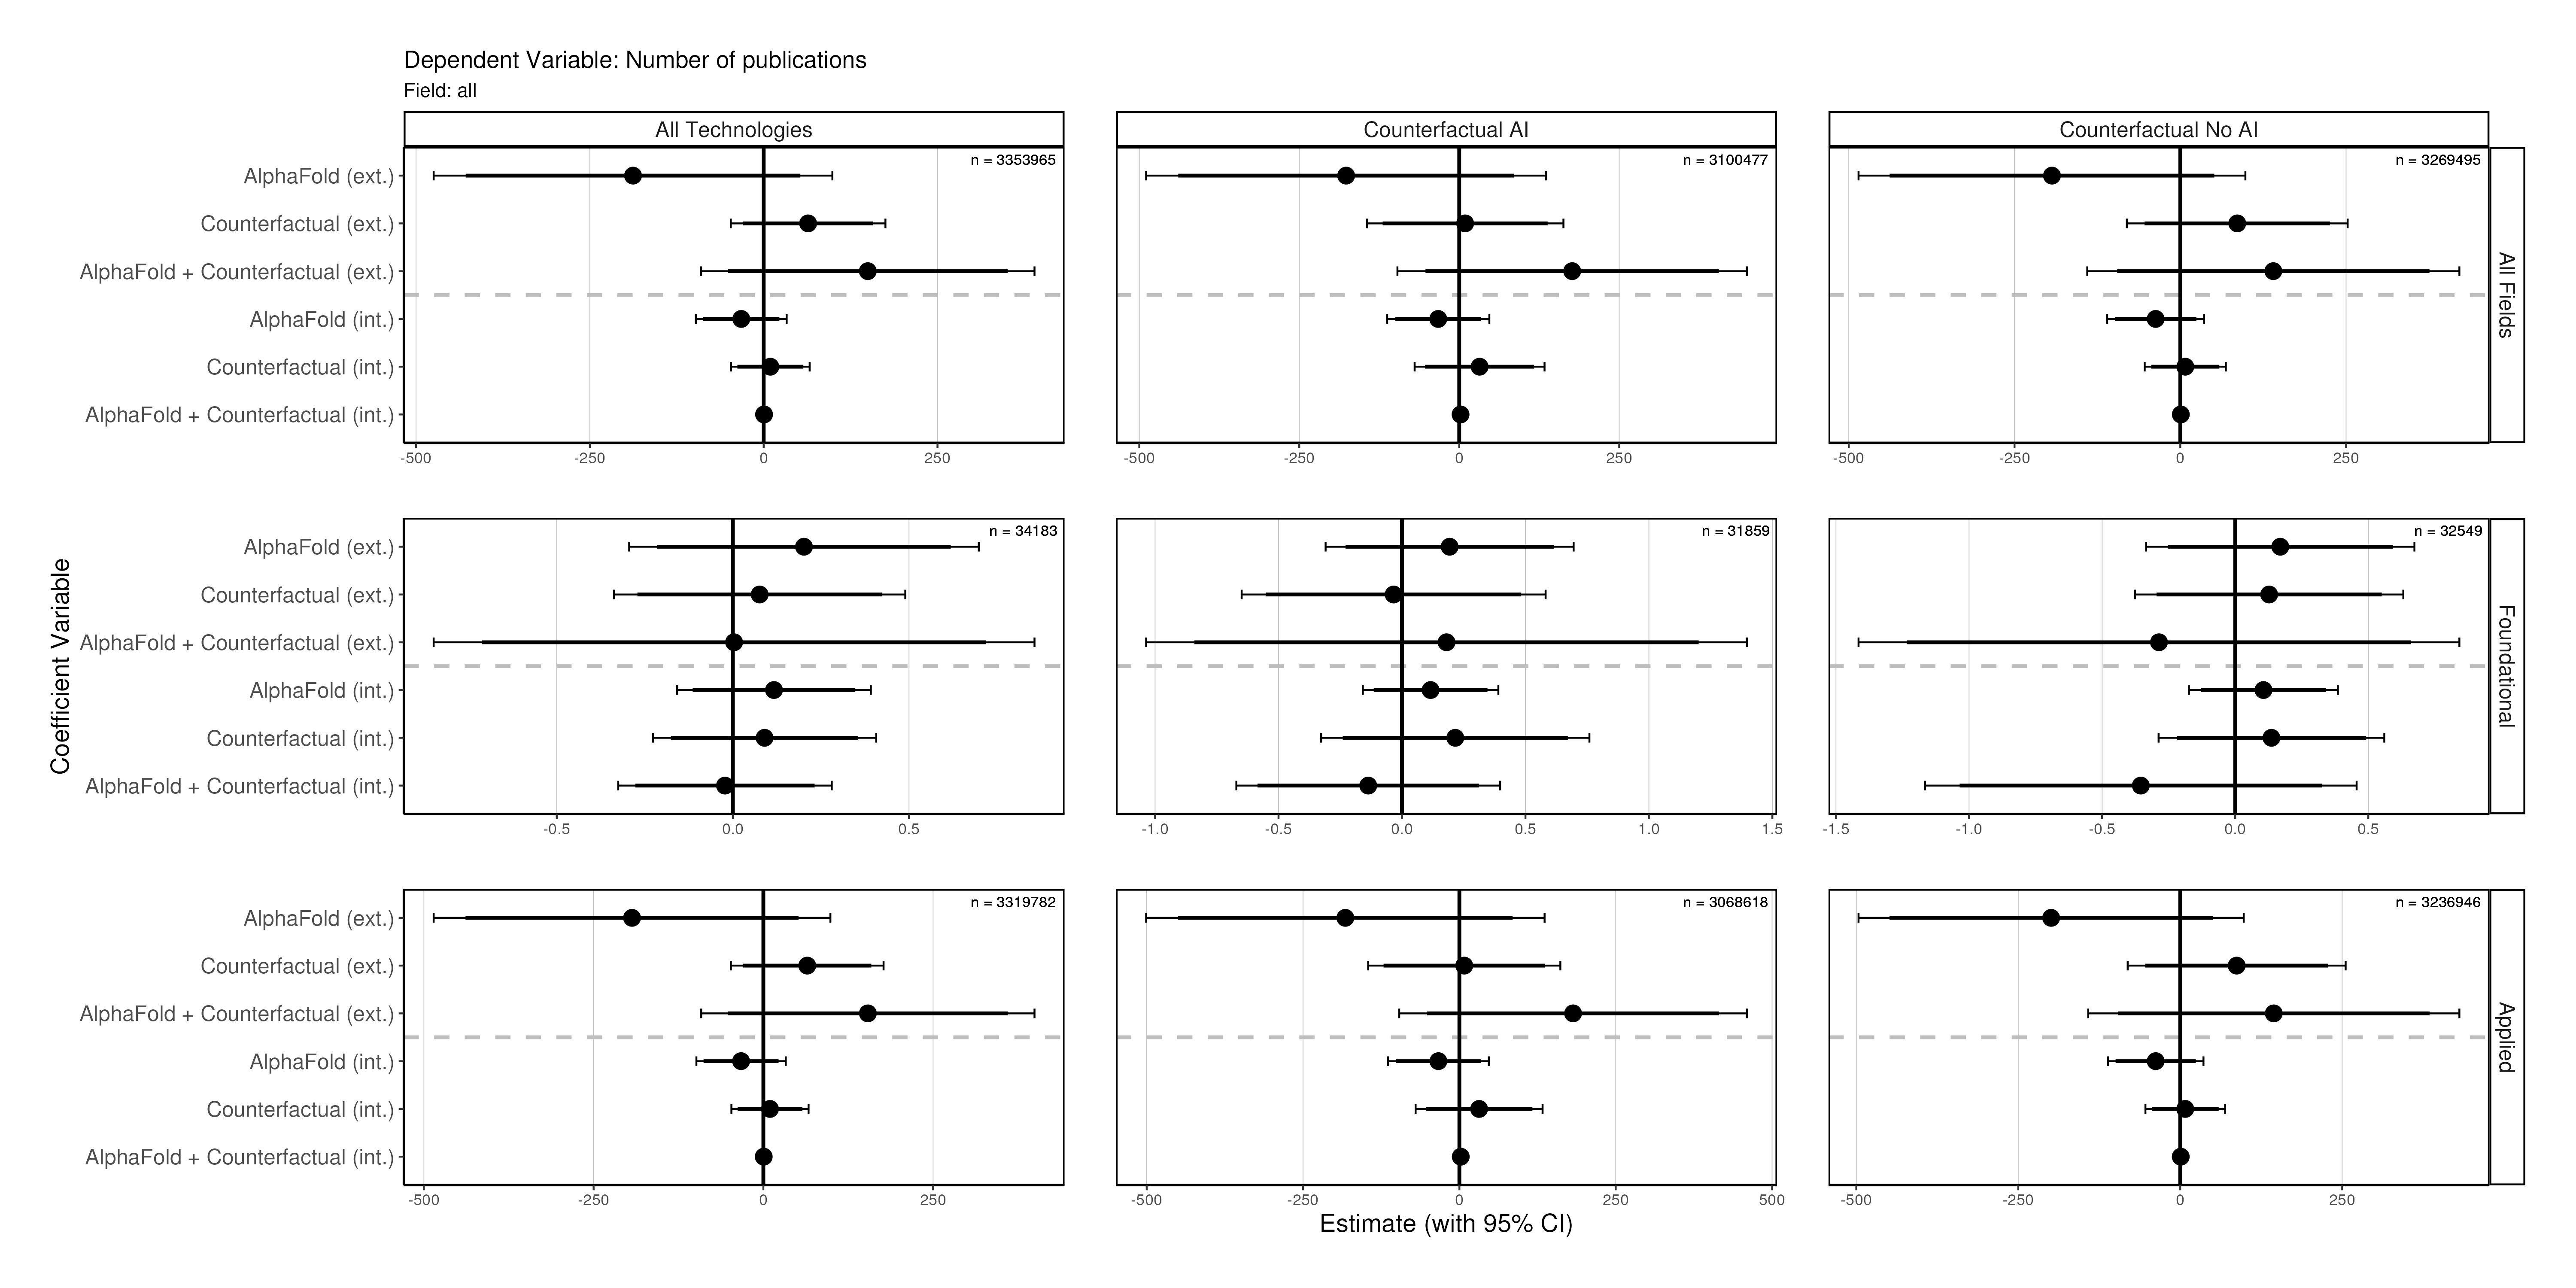 Dependent Variable: Number of publications
Field: all
All Technologies
Counterfactual AI
Counterfactual No AI
Coefficient Variable
AlphaFold (ext.)
Counterfactual (ext.)
AlphaFold + Counterfactual (ext.)
AlphaFold (int.)
Counterfactual (int.)
AlphaFold + Counterfactual (int.)
n = 3353965
n = 3100477
n = 3269495
All Fields
-500 -250 0 250
-500 -250 0 250
-500 -250 0 250
AlphaFold (ext.)
Counterfactual (ext.)
AlphaFold + Counterfactual (ext.)
AlphaFold (int.)
Counterfactual (int.)
AlphaFold + Counterfactual (int.)
n = 34183
n = 31859
n = 32549
Foundational
-0.5 0.0 0.5
-1.0 -0.5 0.0 0.5 1.0 1.5
-1.5 -1.0 -0.5 0.0 0.5
AlphaFold (ext.)
Counterfactual (ext.)
AlphaFold + Counterfactual (ext.)
AlphaFold (int.)
Counterfactual (int.)
AlphaFold + Counterfactual (int.)
n = 3319782
n = 3068618
n = 3236946
Applied
-500 -250 0 250
-500 -250 0 250 500
-500 -250 0 250
Estimate (with 95% CI)